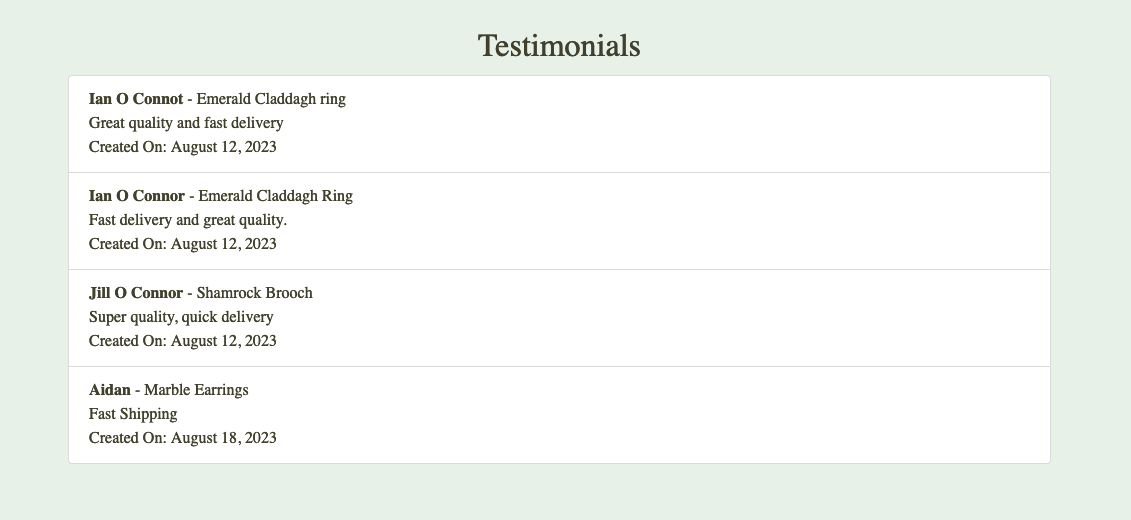 Testimonials
Ian O Connot - Emerald Claddagh ring
Great quality and fast delivery
Created On: August 12, 2023
Ian O Connor - Emerald Claddagh Ring
Fast delivery and great quality.
Created On: August 12, 2023
Jill O Connor - Shamrock Brooch
Super quality, quick delivery
Created On: August 12, 2023
Aidan - Marble Earrings
Fast Shipping
Created On: August 18, 2023